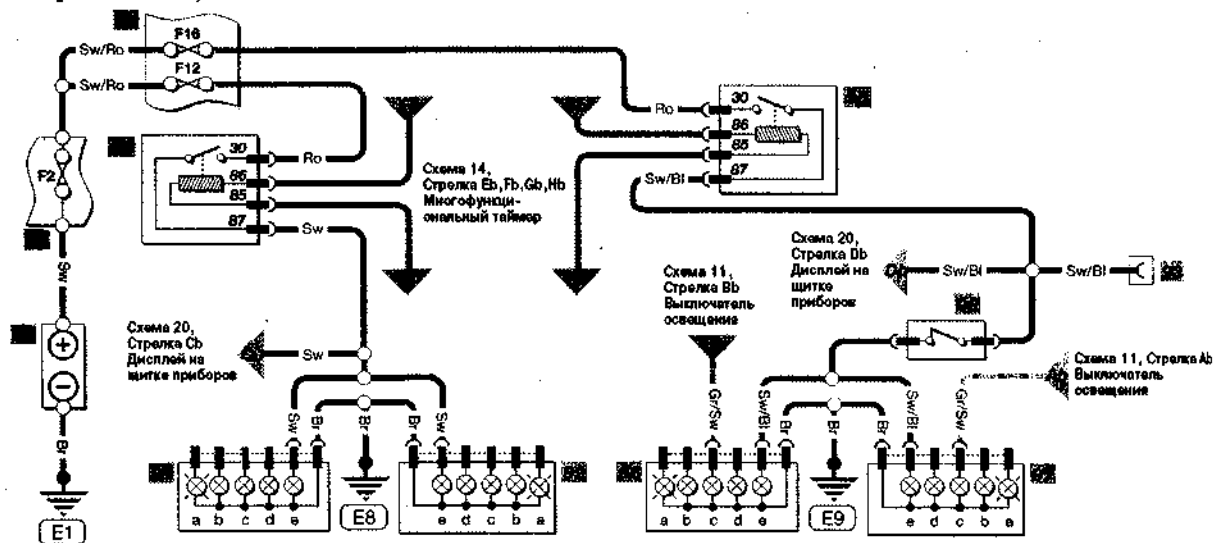 F16
Sw/Ro
F12
Sw/Ro
F2
30
86
85
87
Ro
Sw
Схема 14,
Стрелка Eb,Fb,Gb,Hb
Многофункци-
ональный таймер
Ro
30
86
85
87
Sw/Bl
Схема 20,
Стрелка Db
Дисплей на
щитке
приборов
Sw/Bl
Sw/Bl
Sw
Схема 11,
Стрелка Bb
Выключатель
освещения
Схема 20,
Стрелка Cb
Дисплей на
щитке приборов
Sw
Схема 11, Стрелка Ab
Выключатель
освещения
Br
Sw
Br
Br
Br
Sw
Gr/Sw
Sw/Bl
Br
Br
Br
Sw/Bl
Gr/Sw
a b c d e
e d c b a
a b c d e
e d c b a
E1
E8
E9